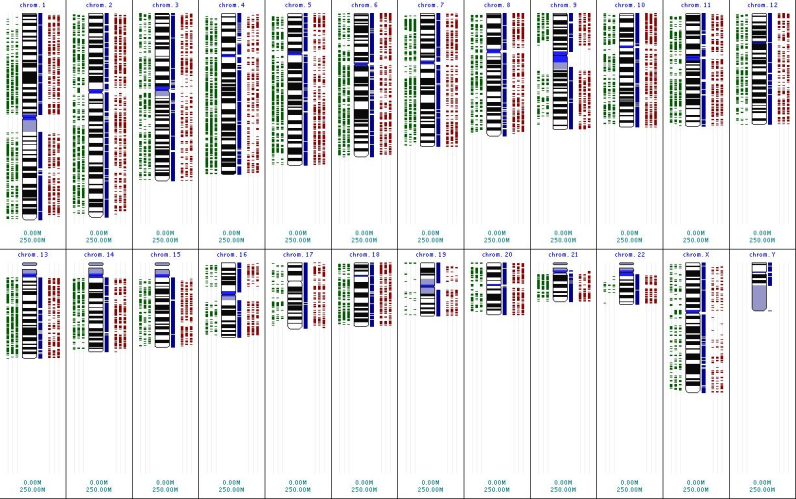 chrom.1 chrom.2 chrom.3 chrom.4 chrom.5 chrom.6 chrom.7 chrom.8 chrom.9 chrom.10 chrom.11 chrom.12
0.00M 0.00M 0.00M 0.00M 0.00M 0.00M 0.00M 0.00M 0.00M 0.00M 0.00M 0.00M
250.00M 250.00M 250.00M 250.00M 250.00M 250.00M 250.00M 250.00M 250.00M 250.00M 250.00M 250.00M
chrom.13 chrom.14 chrom.15 chrom.16 chrom.17 chrom.18 chrom.19 chrom.20 chrom.21 chrom.22 chrom.X chrom.Y
0.00M 0.00M 0.00M 0.00M 0.00M 0.00M 0.00M 0.00M 0.00M 0.00M 0.00M 0.00M
250.00M 250.00M 250.00M 250.00M 250.00M 250.00M 250.00M 250.00M 250.00M 250.00M 250.00M 250.00M